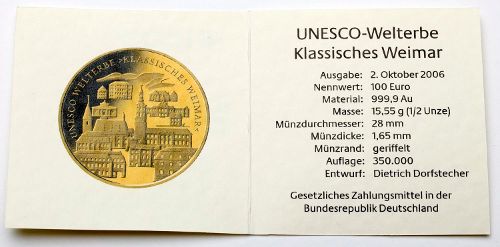 UNESCO WELTERBE ›KLASSISCHES WEIMAR‹
UNESCO-Welterbe
Klassisches Weimar
Ausgabe: 2. Oktober 2006
Nennwert: 100 Euro
Material: 999,9 Au
Masse: 15,55 g (1/2 Unze)
Münzdurchmesser: 28 mm
Münzdicke: 1,65 mm
Münzrand: geriffelt
Auflage: 350.000
Entwurf: Dietrich Dorfstecher
Gesetzliches Zahlungsmittel in der
Bundesrepublik Deutschland